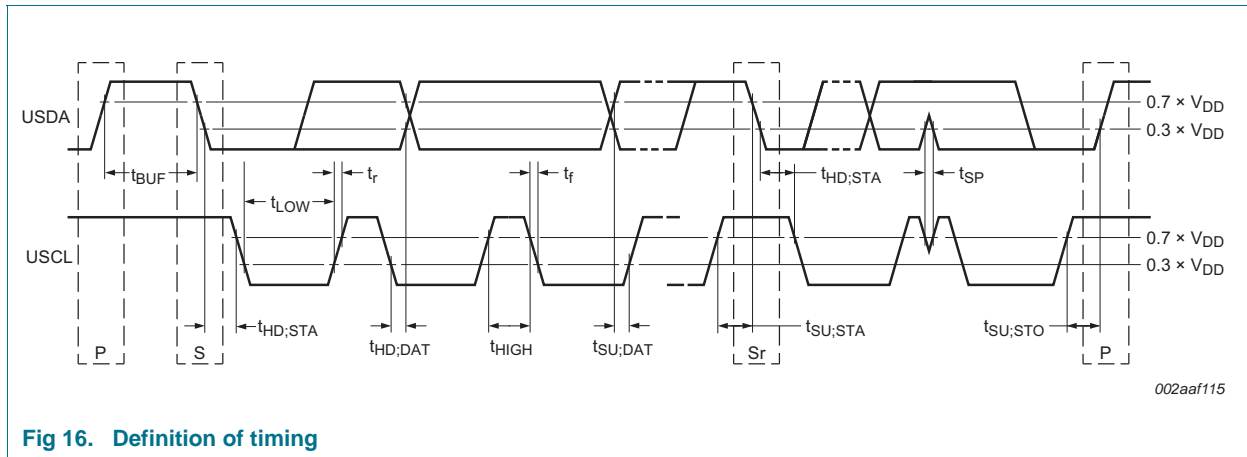 USDA
0.7 × VDD
0.3 × VDD
tBUF
tLOW
tr
tf
tHD;STA
tSP
USCL
0.7 × VDD
0.3 × VDD
tHD;STA
tHD;DAT
tHIGH
tSU;DAT
tSU;STA
tSU;STO
P
S
Sr
P
002aaf115
Fig 16. Definition of timing